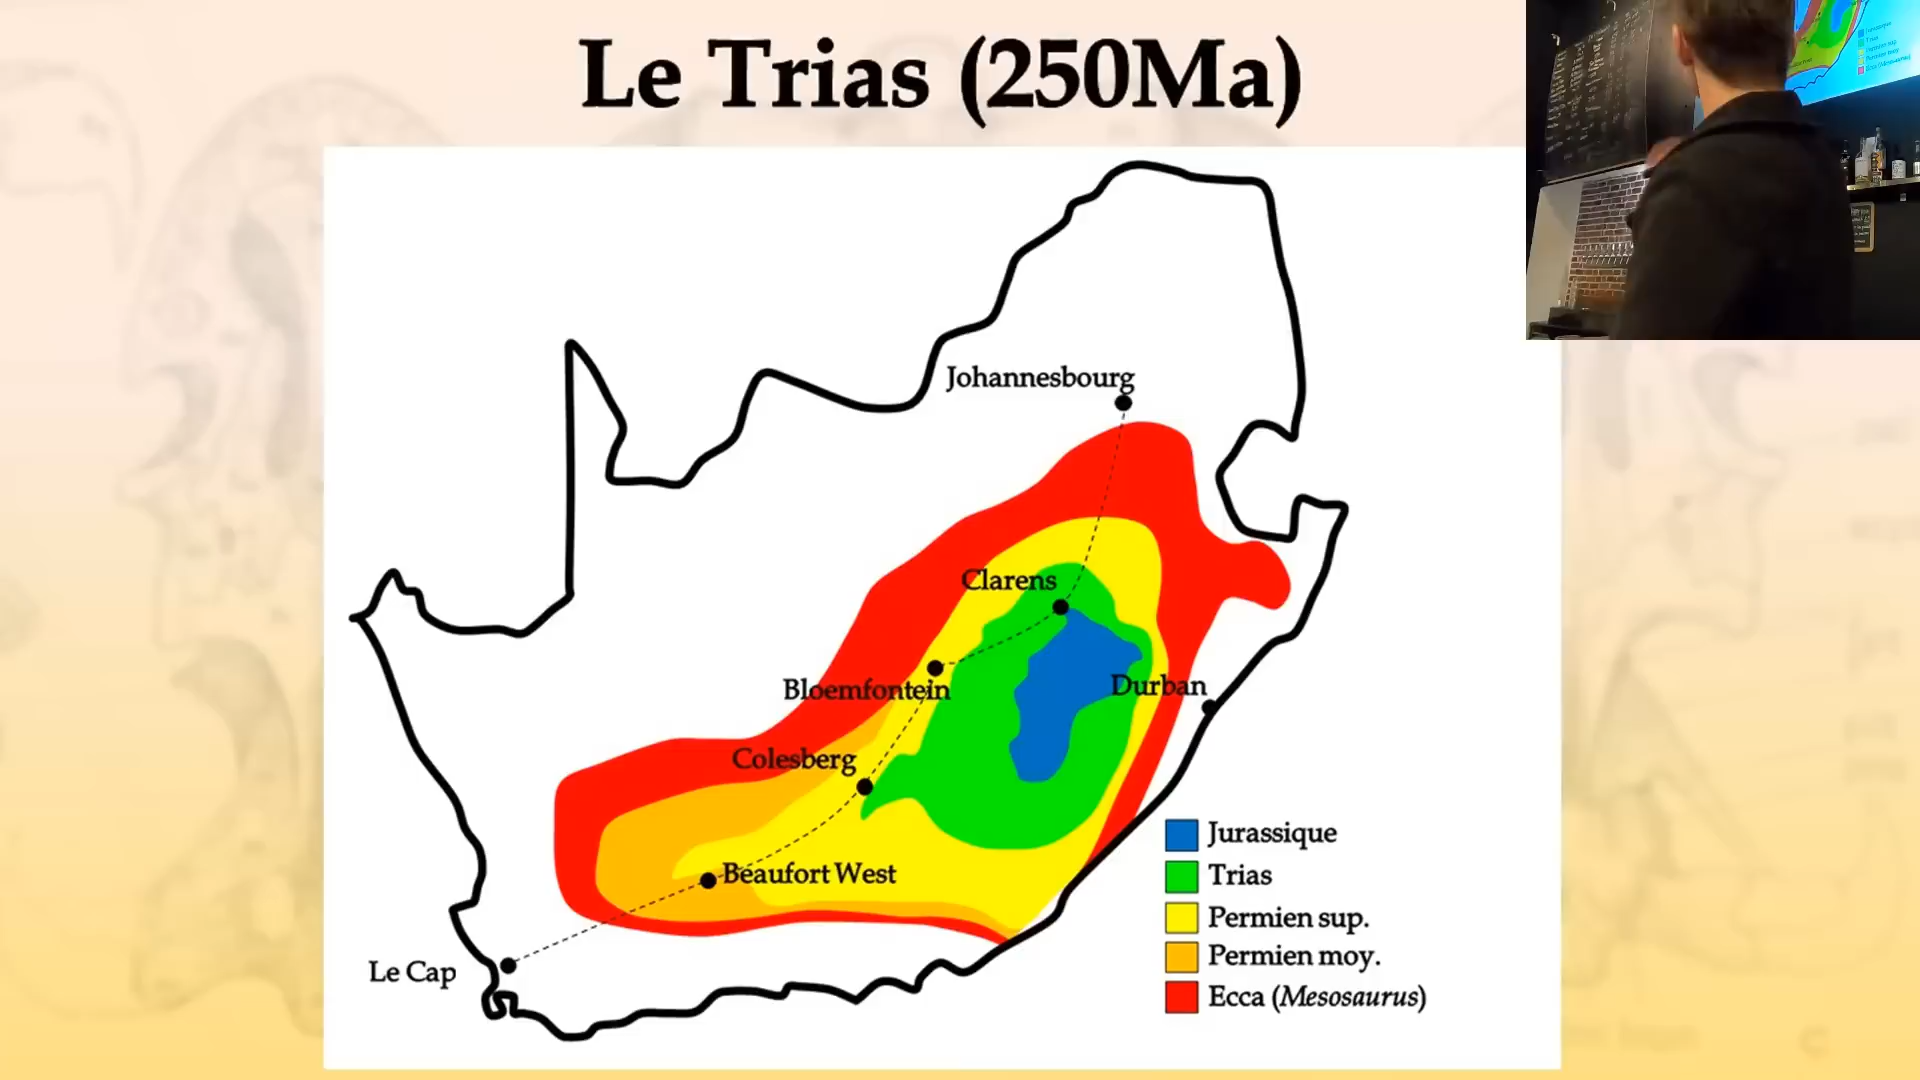 Le Trias (250Ma)
Johannesbourg
Clarens
Bloemfontein
Durban
Colesberg
Beaufort West
Le Cap
Jurassique
Trias
Permien sup.
Permien moy.
Ecca (Mesosaurus)